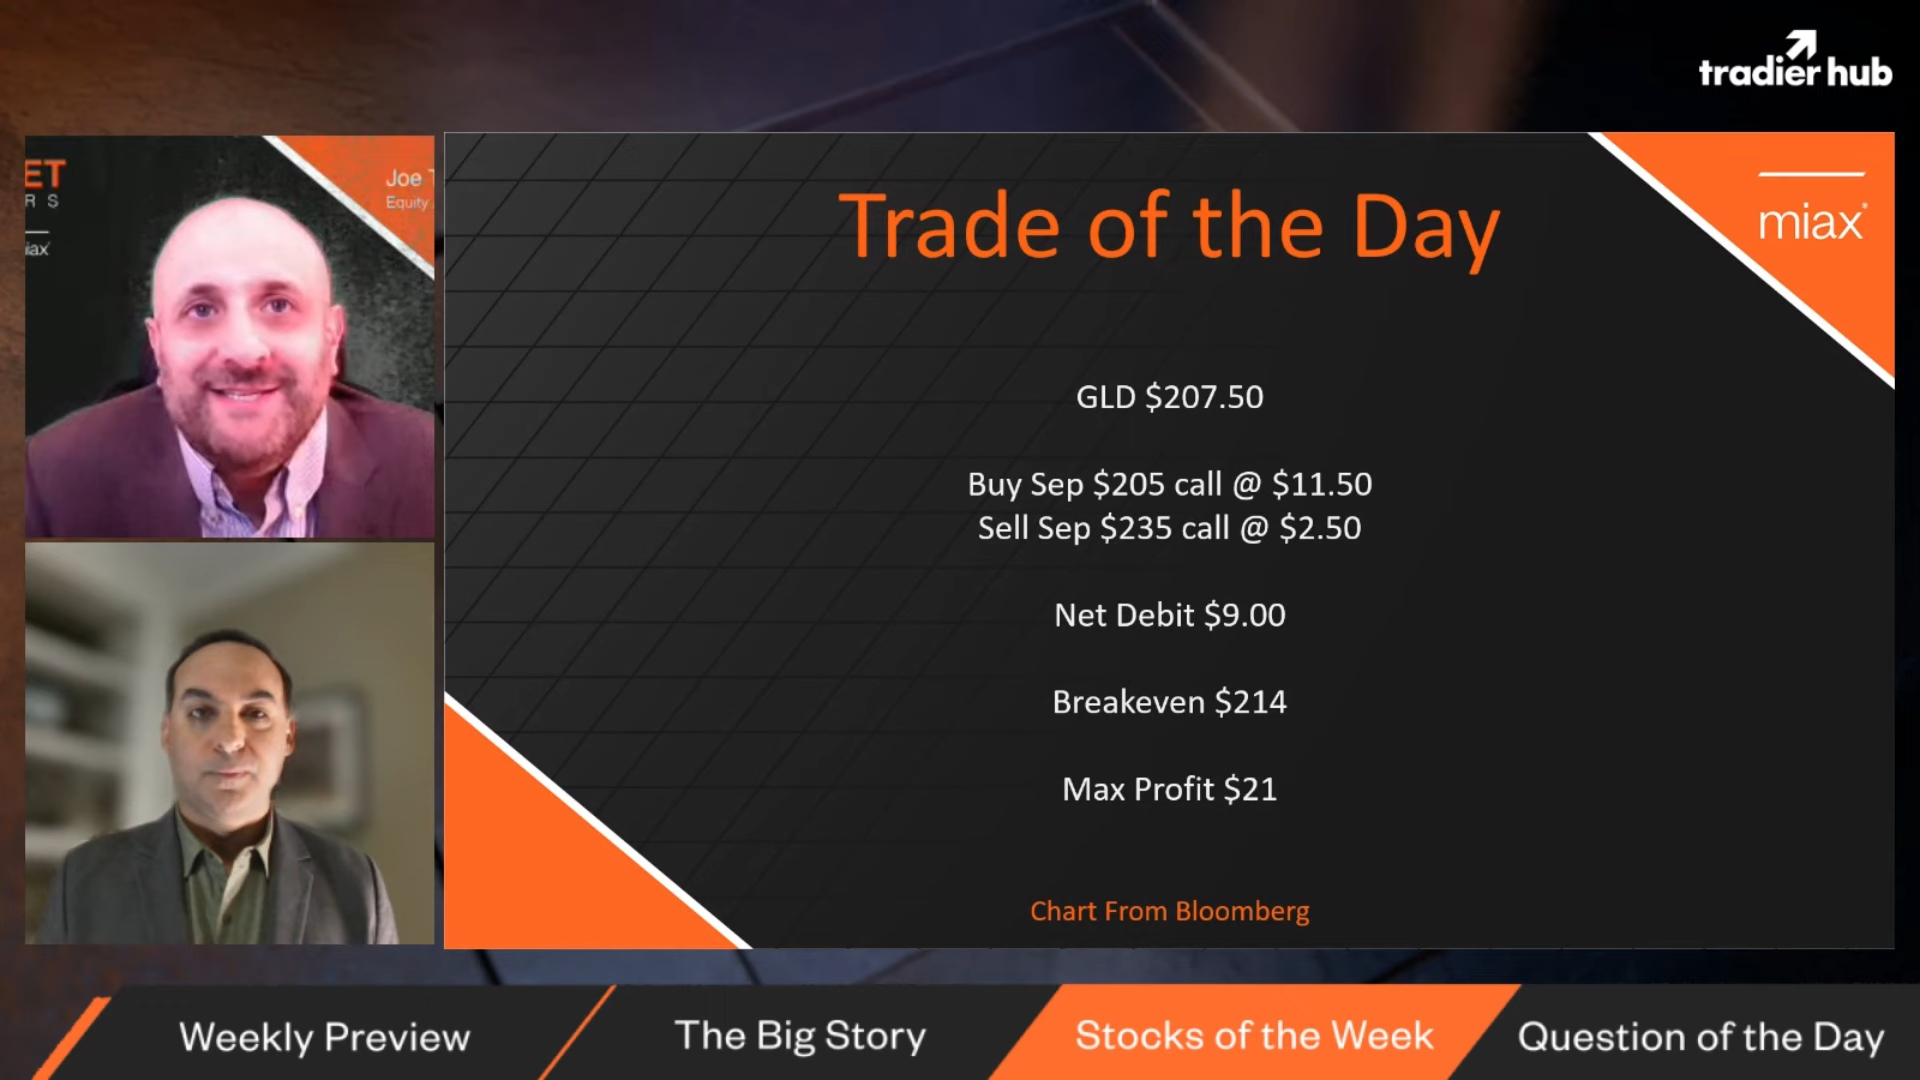 tradier hub
ET
R S
iax
Joe
Equity
miax
Trade of the Day
GLD $207.50
Buy Sep $205 call @ $11.50
Sell Sep $235 call @ $2.50
Net Debit $9.00
Breakeven $214
Max Profit $21
Chart From Bloomberg
Weekly Preview
The Big Story
Stocks of the Week
Question of the Day